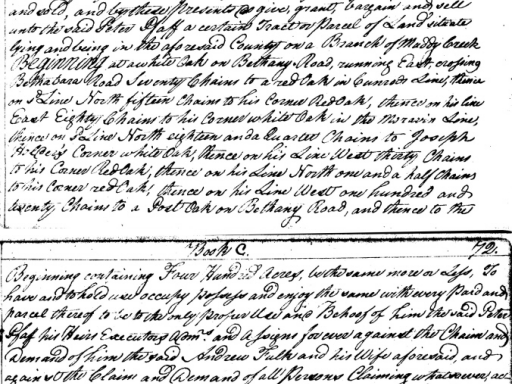 and sold, and by these presents do give, grant, bargain and sell
unto the said Peter Pfaff a certain Tract or Parcel of Land situate
lying and being in the aforesaid County on a Branch of Muddy Creek
Beginning at a white Oak on Bethany Road, running East, crossing
Bethabara Road Seventy Chains to a red Oak in Line, thence
on Sd Line North fifteen Chains to his Corner Red Oak, thence on his line
East Eighty Chains to his Corner white Oak in the Moravin Line,
thence on Sd Line North eighteen and a Quarter Chains to Joseph
Corner white Oak, thence on his Line West thirty Chains
to his Corner Red Oak, thence on his Line North one and a half Chains
to his Corner red Oak, thence on his Line West one hundred and
twenty Chains to a Post Oak on Bethany Road, and thence to the
Book C. 72.
Beginning containing Four Hundred Acres, be the same more or Less, To
have and to hold use occupy possess and enjoy the same with every Part and
parcel thereof to be to the only Proper Use and Behoof of him the said Peter
Pfaff his Heirs Executors Admrs and Assigns forever against the Claim and
Demand of him the said Andrew Fulk and his Wife aforesaid, and
against the Claim and Demand of all Persons Claiming whatsoever, and